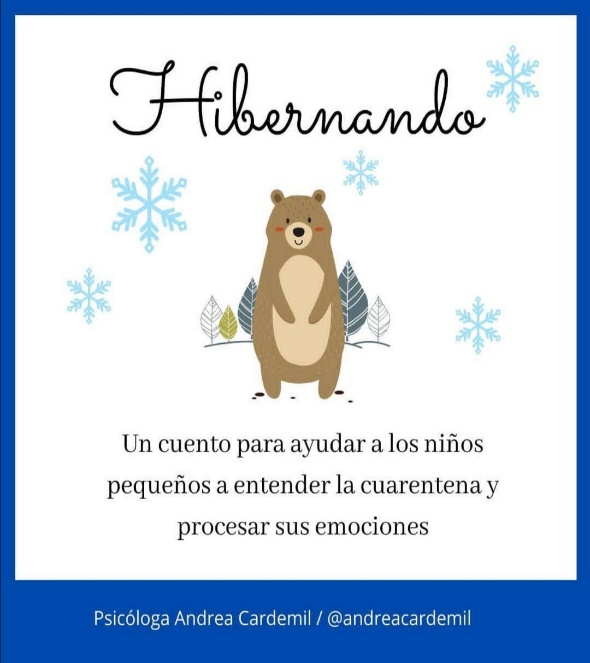 Hibernando
Un cuento para ayudar a los niños
pequeños a entender la cuarentena y
procesar sus emociones
Psicóloga Andrea Cardemil / @andreacardemil